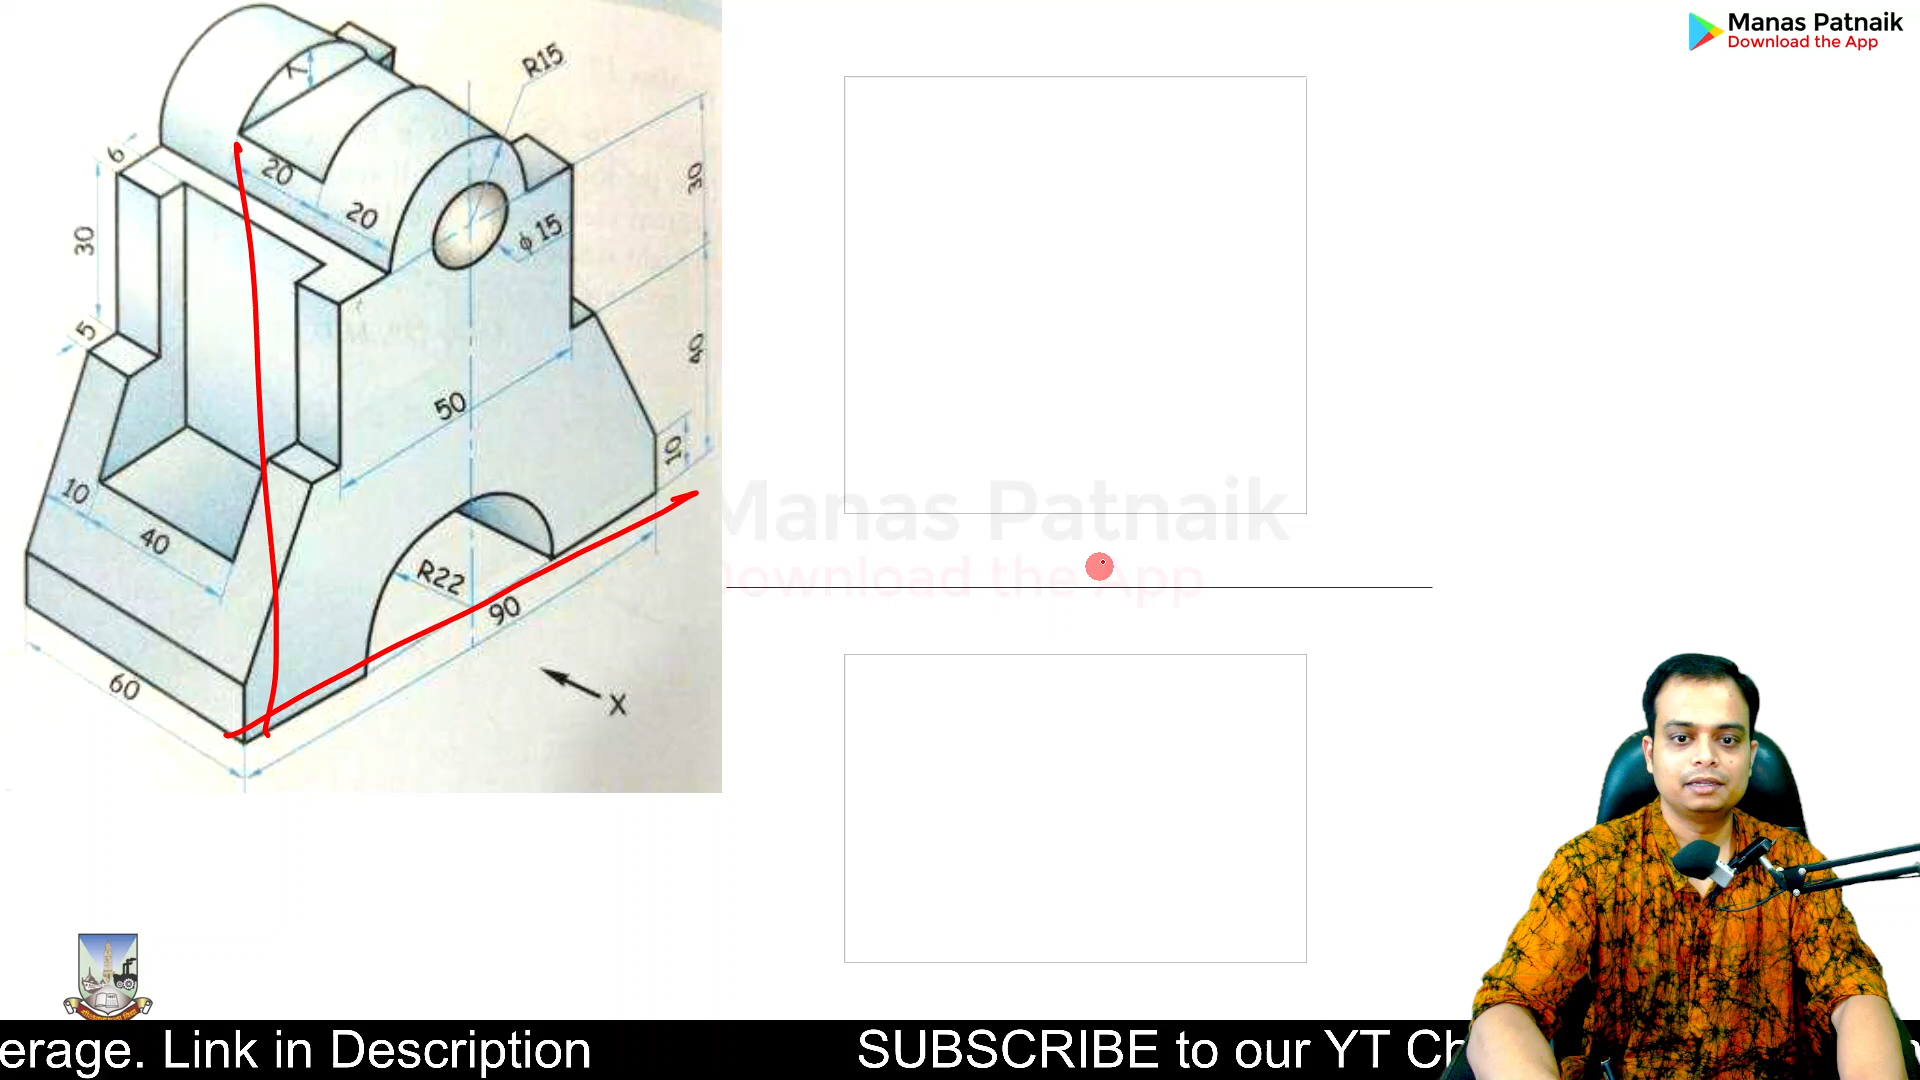 Manas Patnaik
Download the App
R15
7
6
20
20
30
30
φ 15
5
40
50
10
10
40
R22
90
60
X
Manas Patnaik
Download the App
erage. Link in Description
SUBSCRIBE to our YT Ch